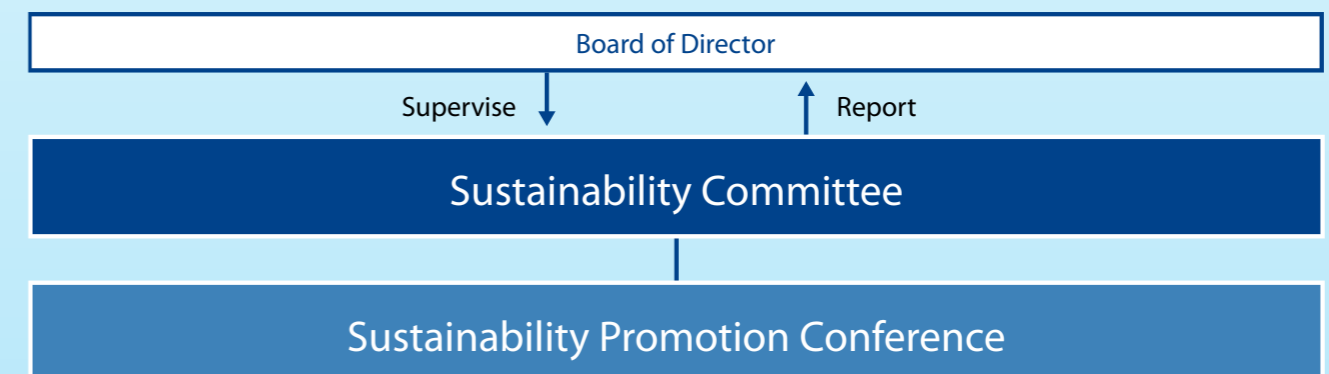 Board of Director
Supervise
Report
Sustainability Committee
Sustainability Promotion Conference